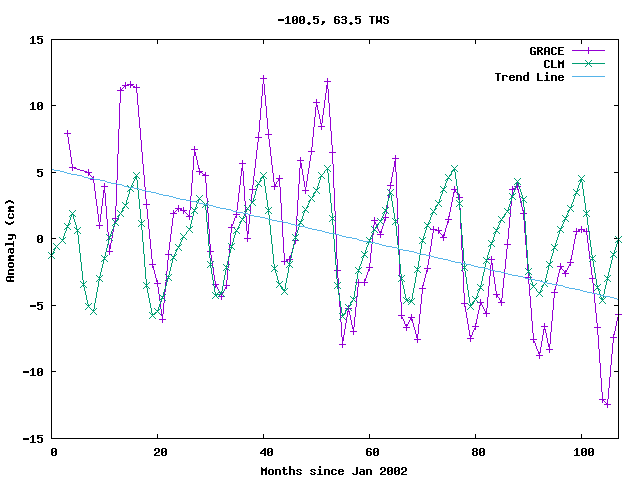 -100.5, 63.5 TWS
GRACE
CLM
Trend Line
15
10
5
0
-5
-10
-15
Anomaly (cm)
0 20 40 60 80 100
Months since Jan 2002